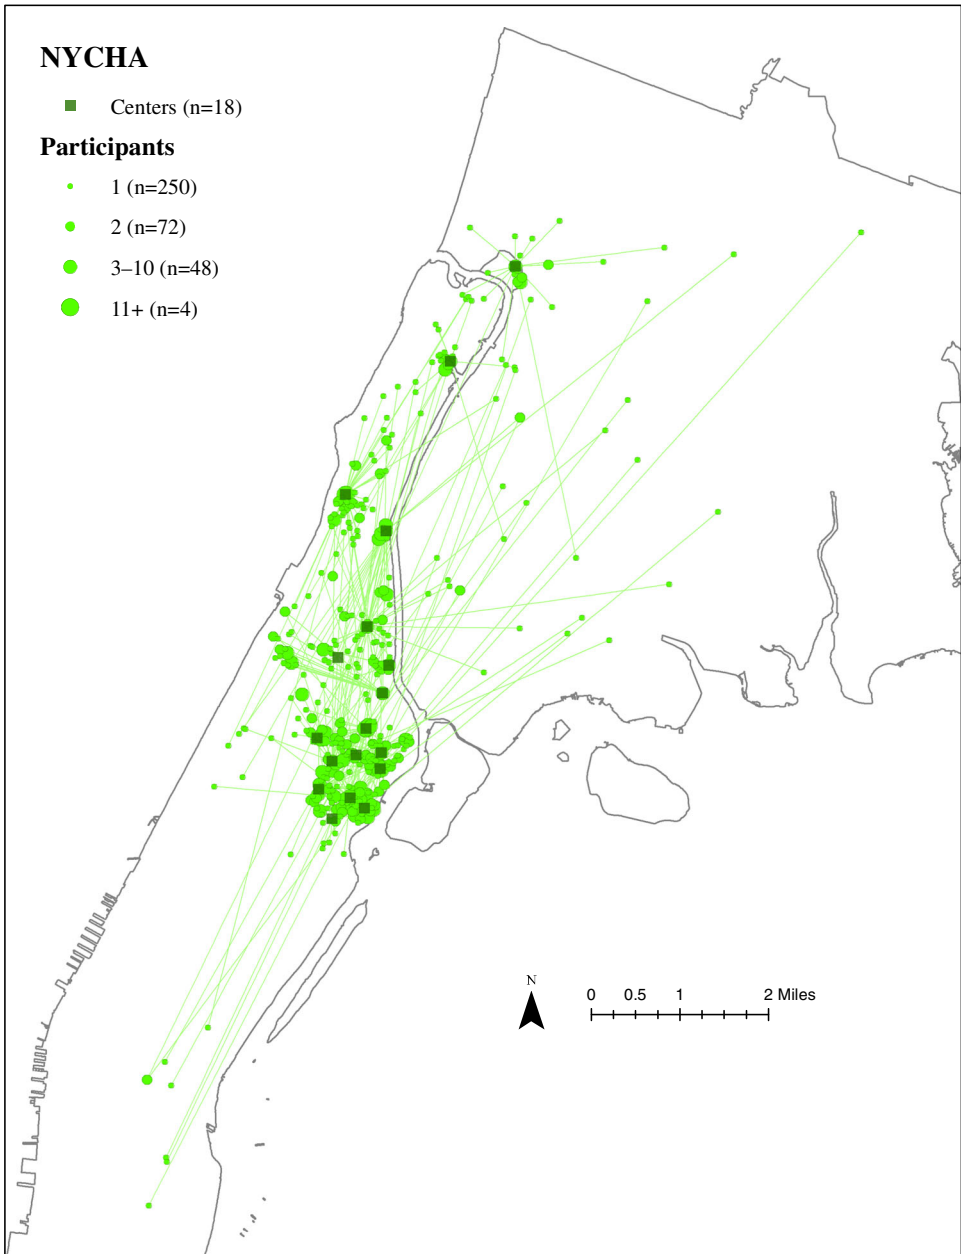 NYCHA
Centers (n=18)
Participants
1 (n=250)
2 (n=72)
3–10 (n=48)
11+ (n=4)
N
0 0.5 1 2 Miles